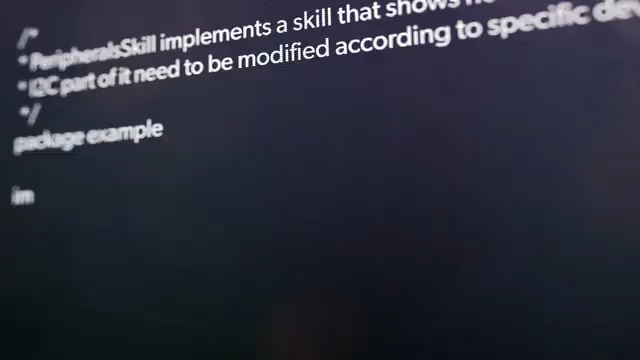 /*
* PeripheralsSkill implements a skill that shows
* I2C part of it need to be modified according to specific
*/
package example
im